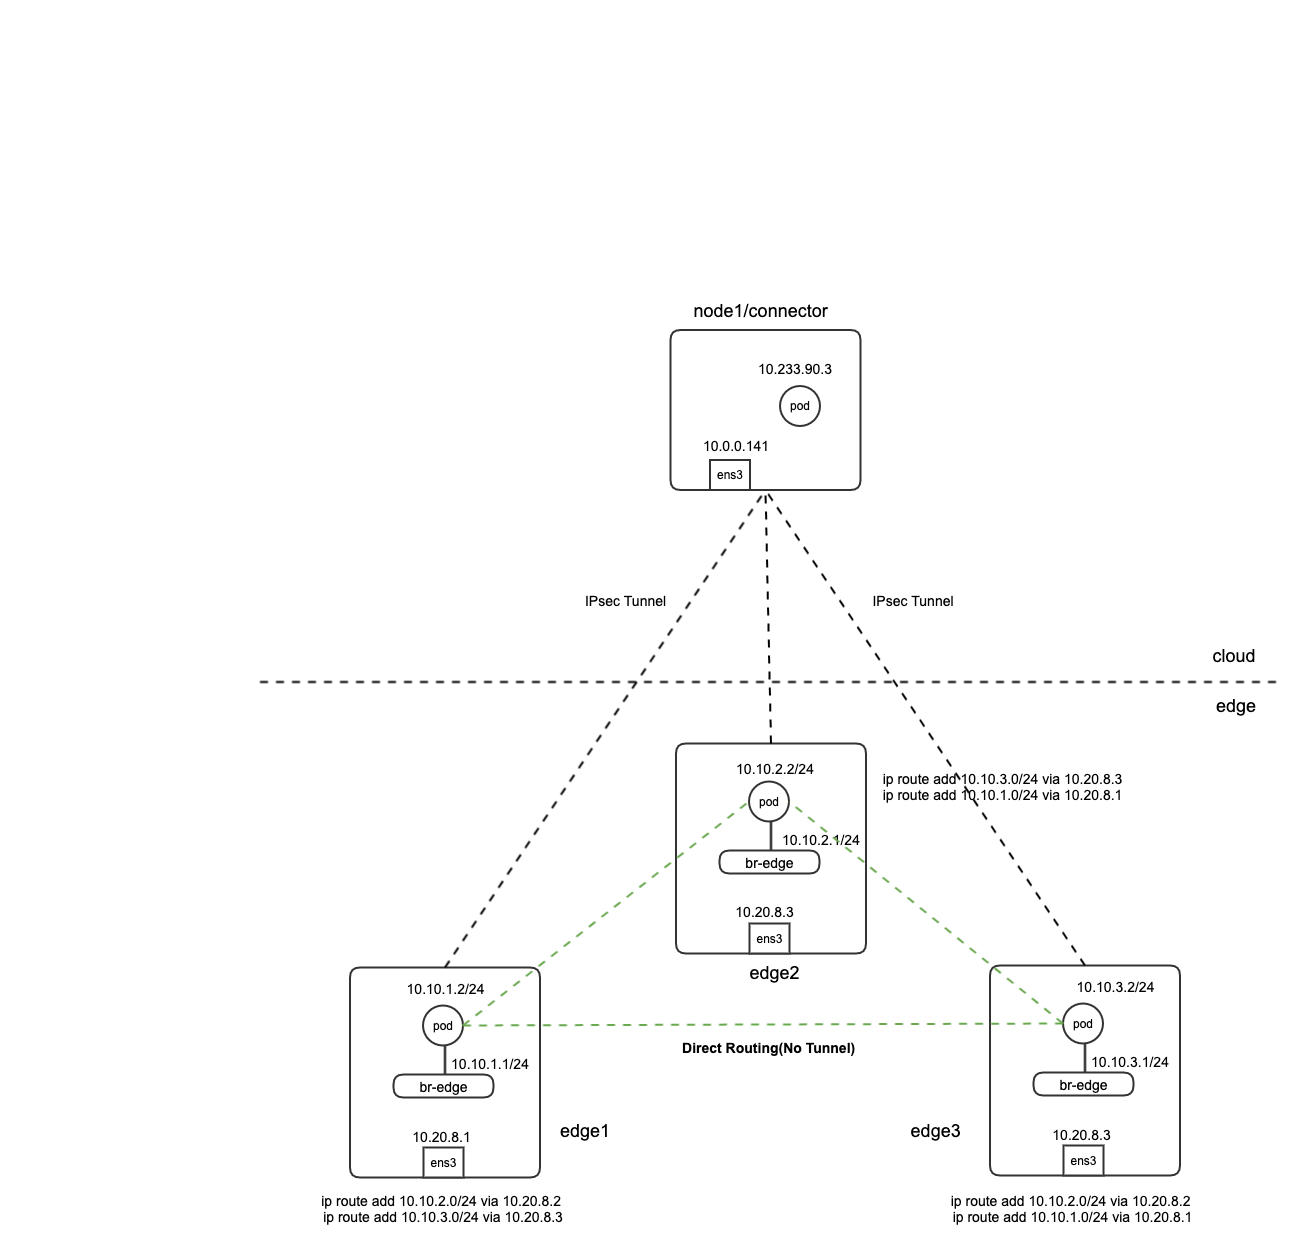 node1/connector
10.233.90.3
pod
10.0.0.141
ens3
IPsec Tunnel
IPsec Tunnel
cloud
edge
10.10.2.2/24
pod
10.10.2.1/24
br-edge
10.20.8.3
ens3
edge2
ip route add 10.10.3.0/24 via 10.20.8.3
ip route add 10.10.1.0/24 via 10.20.8.1
10.10.1.2/24
pod
10.10.1.1/24
br-edge
10.20.8.1
ens3
edge1
ip route add 10.10.2.0/24 via 10.20.8.2
ip route add 10.10.3.0/24 via 10.20.8.3
Direct Routing(No Tunnel)
10.10.3.2/24
pod
10.10.3.1/24
br-edge
10.20.8.3
ens3
edge3
ip route add 10.10.2.0/24 via 10.20.8.2
ip route add 10.10.1.0/24 via 10.20.8.1